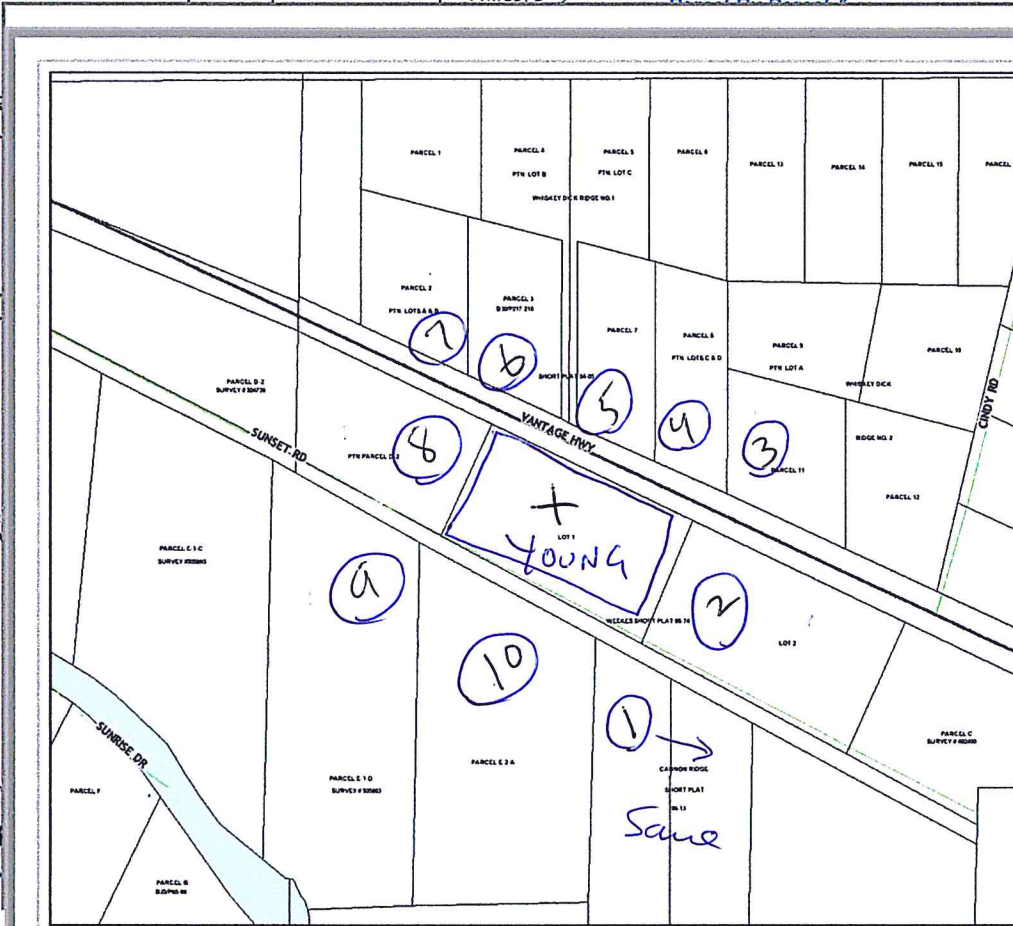 PARCEL 1
PARCEL 4
PTN LOT B
PARCEL 5
PTN LOT C
PARCEL 6
PARCEL 13
PARCEL 14
PARCEL 15
PARCEL
WHISKEY DICK RIDGE NO.1
PARCEL 2
PTN LOTS A & B
PARCEL 3
PARCEL 7
PARCEL 8
PTN LOTS C & D
PARCEL 9
PTN LOT A
PARCEL 10
WHISKEY DICK
RIDGE NO. 2
CINDY RD
7
6
SHORT PLAT
5
4
3
PARCEL 11
PARCEL 12
PARCEL D-2
SURVEY #
SUNSET RD
VANTAGE HWY
PTN PARCEL D-2
8
+
LOT 1
YOUNG
PARCEL E-1-C
SURVEY
9
2
WEEKES SHORT PLAT
LOT 2
10
1 →
CANNON RIDGE
SHORT PLAT
Same
PARCEL C
SURVEY #
SUNRISE DR
PARCEL F
PARCEL E-1-D
SURVEY #
PARCEL E 2 A
PARCEL G